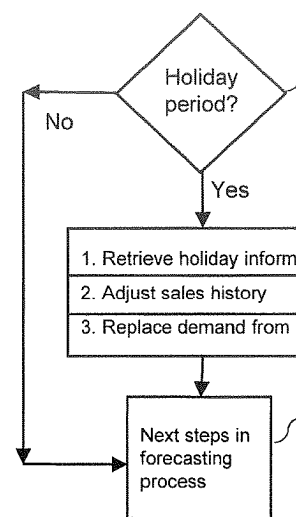 Holiday
period?
No
Yes
1. Retrieve holiday inform
2. Adjust sales history
3. Replace demand from
Next steps in
forecasting
process